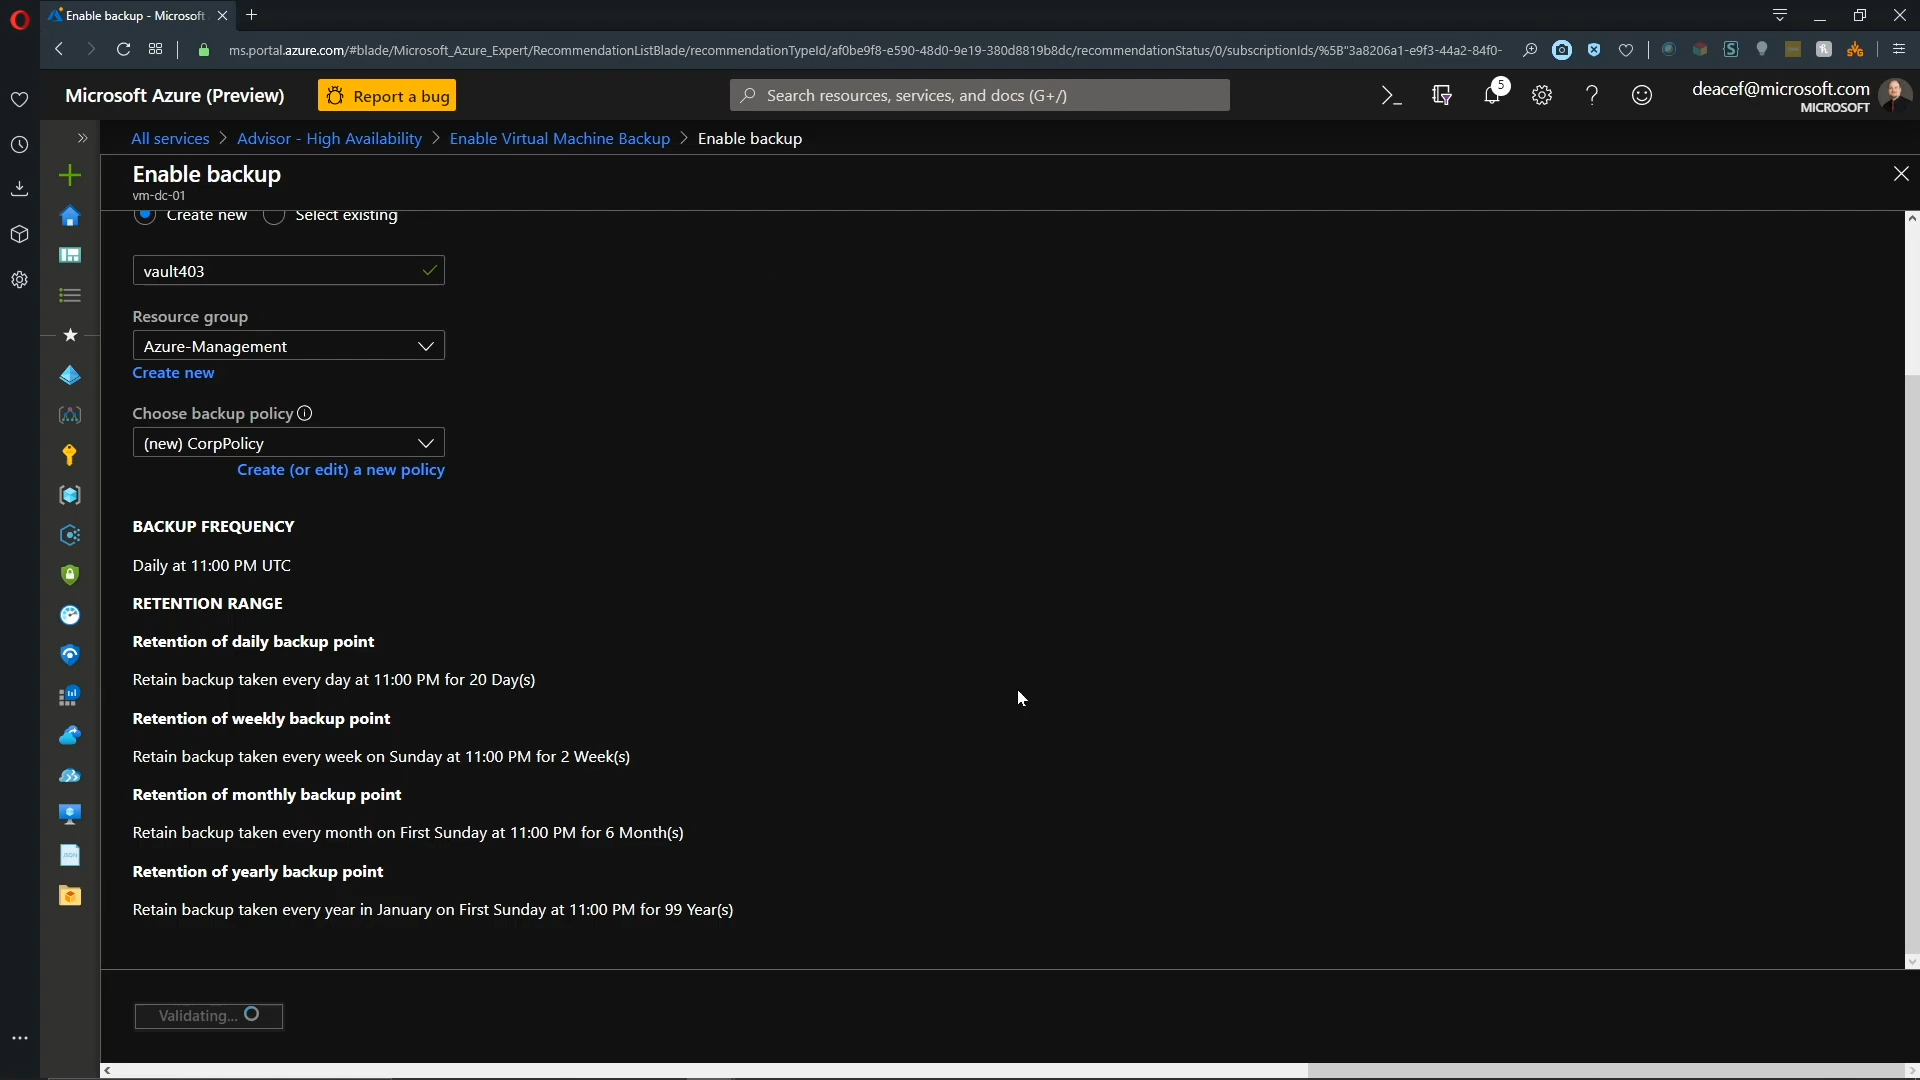 Enable backup - Microsoft
ms.portal.azure.com/#blade/Microsoft_Azure_Expert/RecommendationListBlade/recommendationTypeId/af0be9f8-e590-48d0-9e19-380d8819b8dc/recommendationStatus/0/subscriptionIds/%5B"3a8206a1-e9f3-44a2-84f0-
Microsoft Azure (Preview)
Report a bug
Search resources, services, and docs (G+/)
5
deacef@microsoft.com
MICROSOFT
All services > Advisor - High Availability > Enable Virtual Machine Backup > Enable backup
Enable backup
vm-dc-01
Create new
Select existing
vault403
Resource group
Azure-Management
Create new
Choose backup policy
(new) CorpPolicy
Create (or edit) a new policy
BACKUP FREQUENCY
Daily at 11:00 PM UTC
RETENTION RANGE
Retention of daily backup point
Retain backup taken every day at 11:00 PM for 20 Day(s)
Retention of weekly backup point
Retain backup taken every week on Sunday at 11:00 PM for 2 Week(s)
Retention of monthly backup point
Retain backup taken every month on First Sunday at 11:00 PM for 6 Month(s)
Retention of yearly backup point
Retain backup taken every year in January on First Sunday at 11:00 PM for 99 Year(s)
Validating...